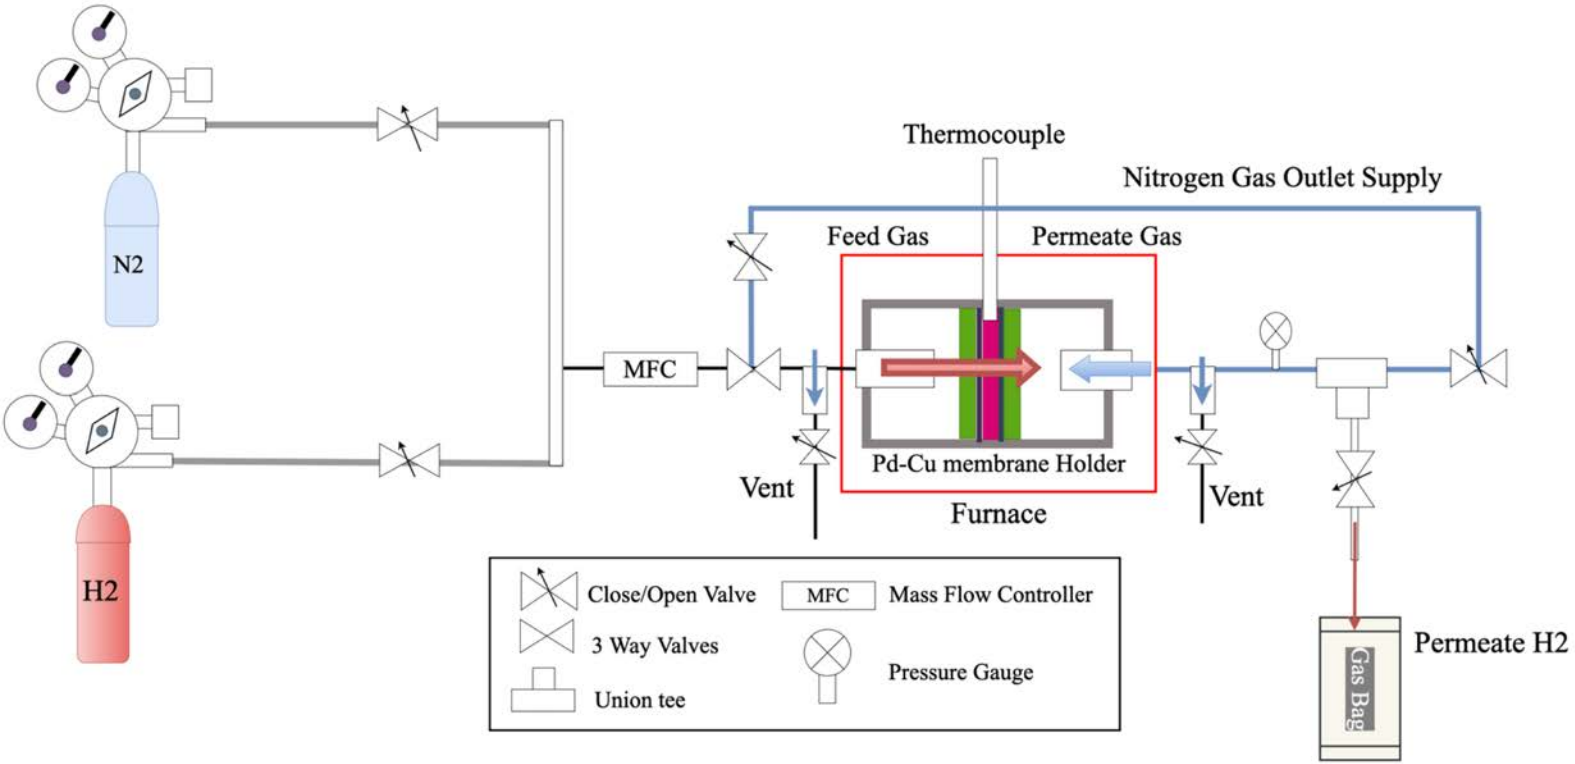 Thermocouple
Nitrogen Gas Outlet Supply
Feed Gas
Permeate Gas
N2
MFC
Pd-Cu membrane Holder
Vent
Vent
Furnace
H2
Close/Open Valve
MFC
Mass Flow Controller
3 Way Valves
Pressure Gauge
Union tee
Permeate H2
Gas Bag